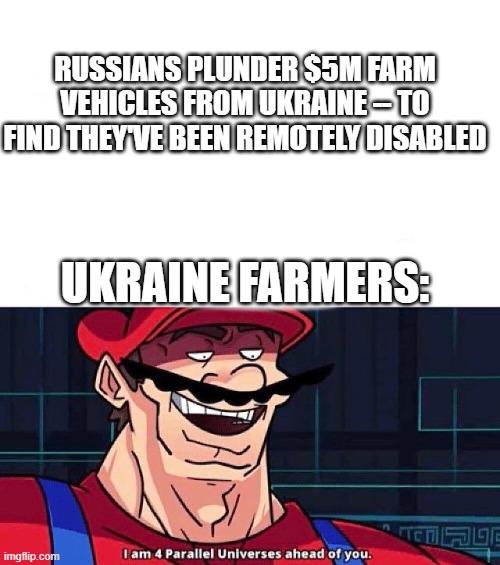 RUSSIANS PLUNDER $5M FARM
VEHICLES FROM UKRAINE -- TO
FIND THEY'VE BEEN REMOTELY DISABLED
UKRAINE FARMERS:
I am 4 Parallel Universes ahead of you.
imgflip.com